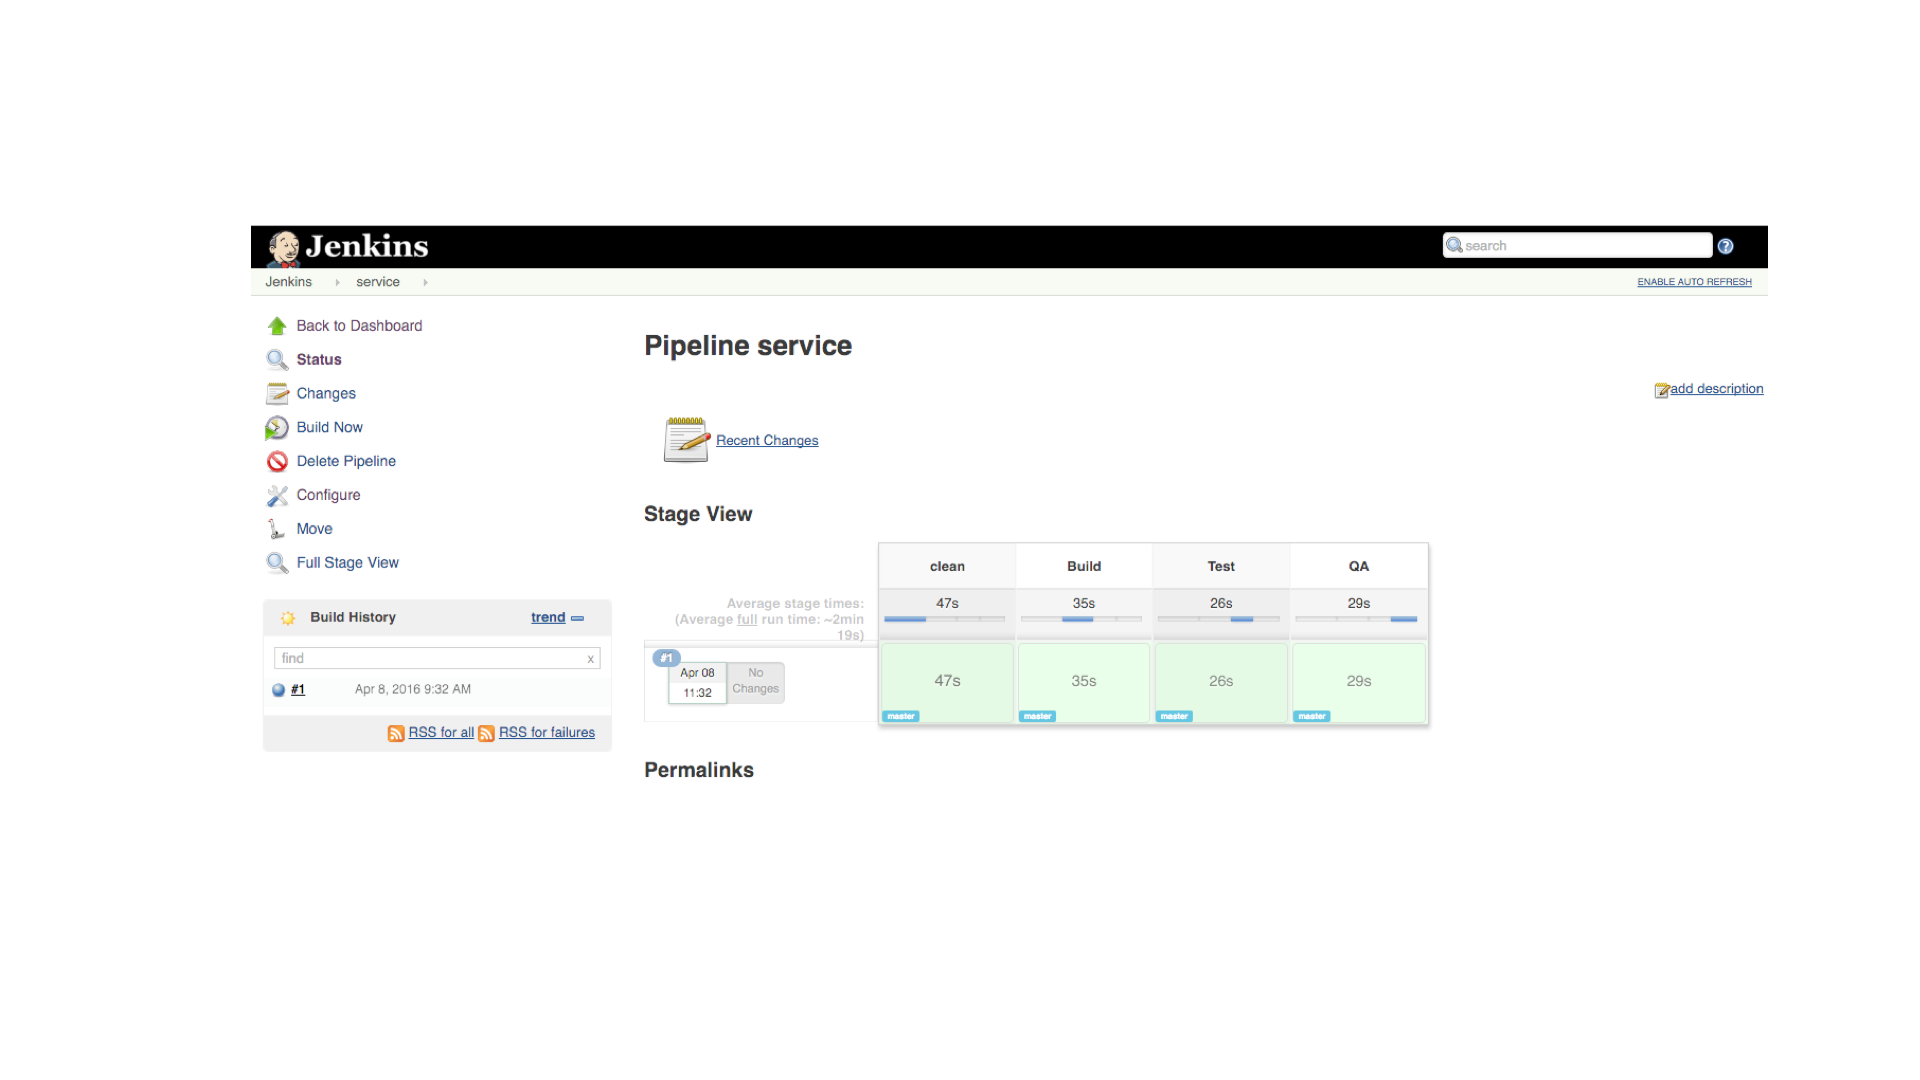 Jenkins
search
Jenkins service
ENABLE AUTO REFRESH
Back to Dashboard
Status
Changes
Build Now
Delete Pipeline
Configure
Move
Full Stage View
Build History
trend
find
x
#1 Apr 8, 2016 9:32 AM
RSS for all RSS for failures
Pipeline service
add description
Recent Changes
Stage View
clean Build Test QA
Average stage times:
(Average full run time: ~2min
19s)
47s 35s 26s 29s
#1
Apr 08
11:32
No
Changes
47s 35s 26s 29s
master master master master
Permalinks